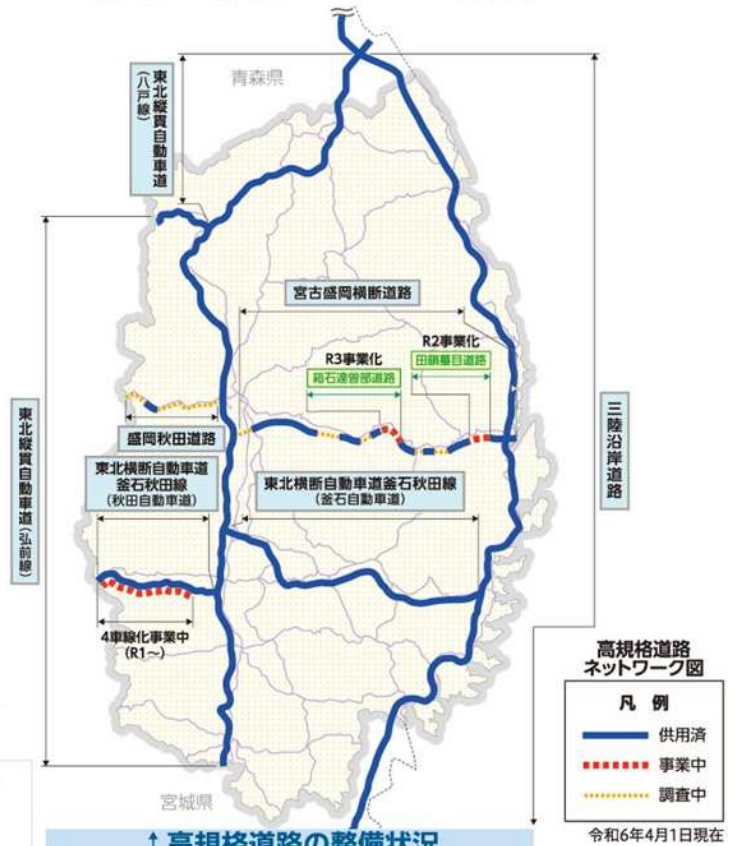 青森県
東北縦貫自動車道
(八戸線)
宮古盛岡横断道路
R3事業化
箱石達曽部道路
R2事業化
田鎖蟇目道路
盛岡秋田道路
東北横断自動車道
釜石秋田線
(秋田自動車道)
東北横断自動車道釜石秋田線
(釜石自動車道)
東北縦貫自動車道(弘前線)
三陸沿岸道路
4車線化事業中
(R1~)
宮城県
高規格道路
ネットワーク図
凡 例
供用済
事業中
調査中
令和6年4月1日現在
↑高規格道路の整備状況